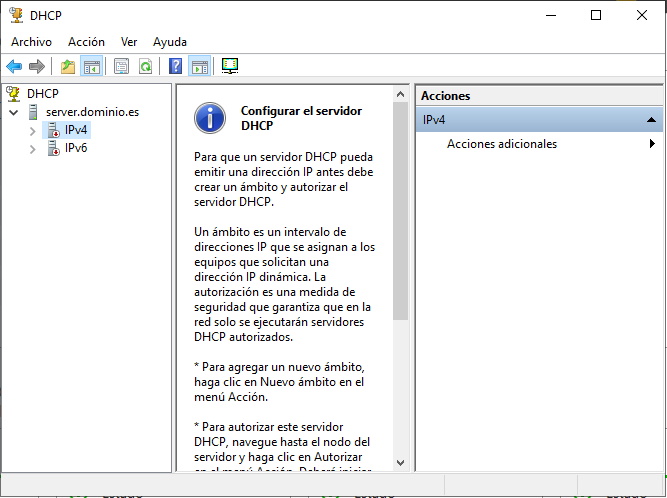 DHCP
Archivo Acción Ver Ayuda
DHCP
server.dominio.es
IPv4
IPv6
Configurar el servidor
DHCP
Para que un servidor DHCP pueda
emitir una dirección IP antes debe
crear un ámbito y autorizar el
servidor DHCP.
Un ámbito es un intervalo de
direcciones IP que se asignan a los
equipos que solicitan una
dirección IP dinámica. La
autorización es una medida de
seguridad que garantiza que en la
red solo se ejecutarán servidores
DHCP autorizados.
* Para agregar un nuevo ámbito,
haga clic en Nuevo ámbito en el
menú Acción.
* Para autorizar este servidor
DHCP, navegue hasta el nodo del
servidor y haga clic en Autorizar
en el menú Acción. Deberá iniciar
Acciones
IPv4
Acciones adicionales